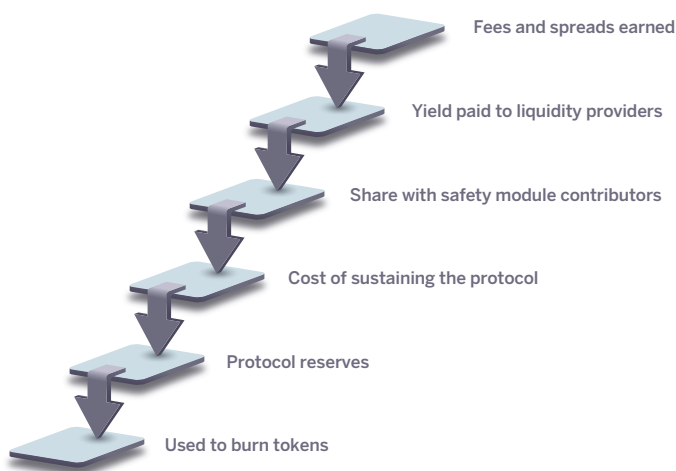 Fees and spreads earned
Yield paid to liquidity providers
Share with safety module contributors
Cost of sustaining the protocol
Protocol reserves
Used to burn tokens